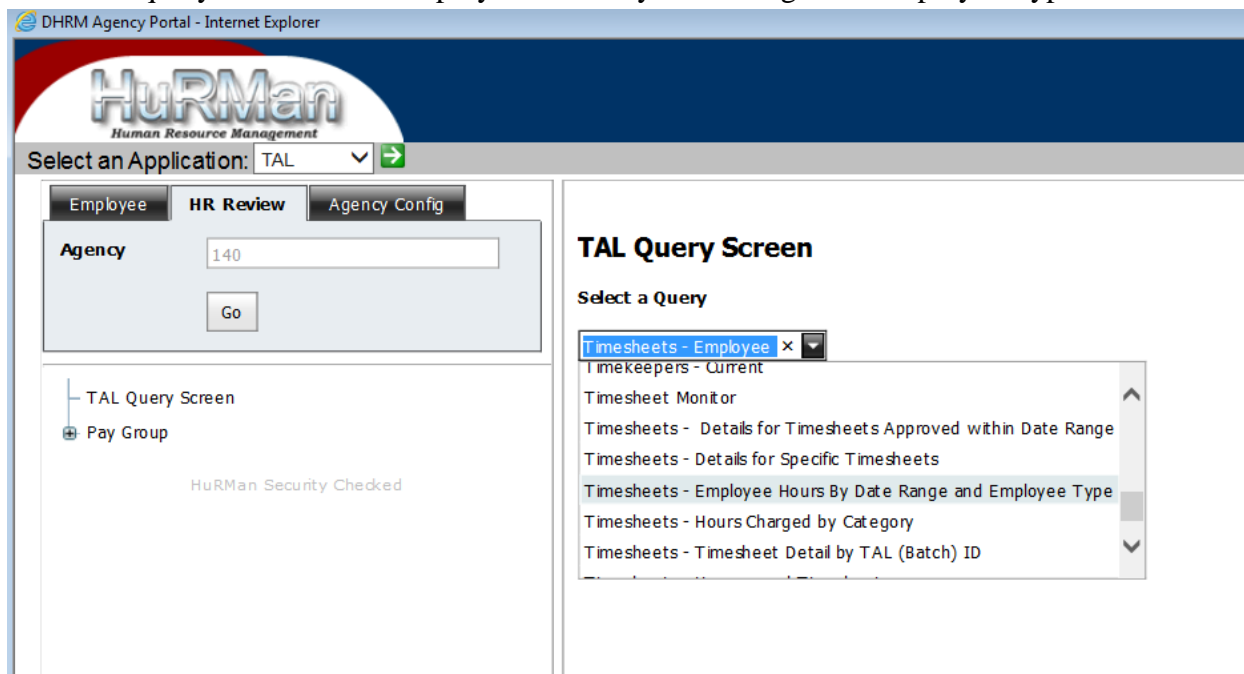 DHRM Agency Portal - Internet Explorer
HuRMan
Human Resource Management
Select an Application: TAL
Employee HR Review Agency Config
Agency 140
Go
TAL Query Screen
Pay Group
HuRMan Security Checked
TAL Query Screen
Select a Query
Timesheets - Employee ×
Timekeepers - Current
Timesheet Monitor
Timesheets - Details for Timesheets Approved within Date Range
Timesheets - Details for Specific Timesheets
Timesheets - Employee Hours By Date Range and Employee Type
Timesheets - Hours Charged by Category
Timesheets - Timesheet Detail by TAL (Batch) ID